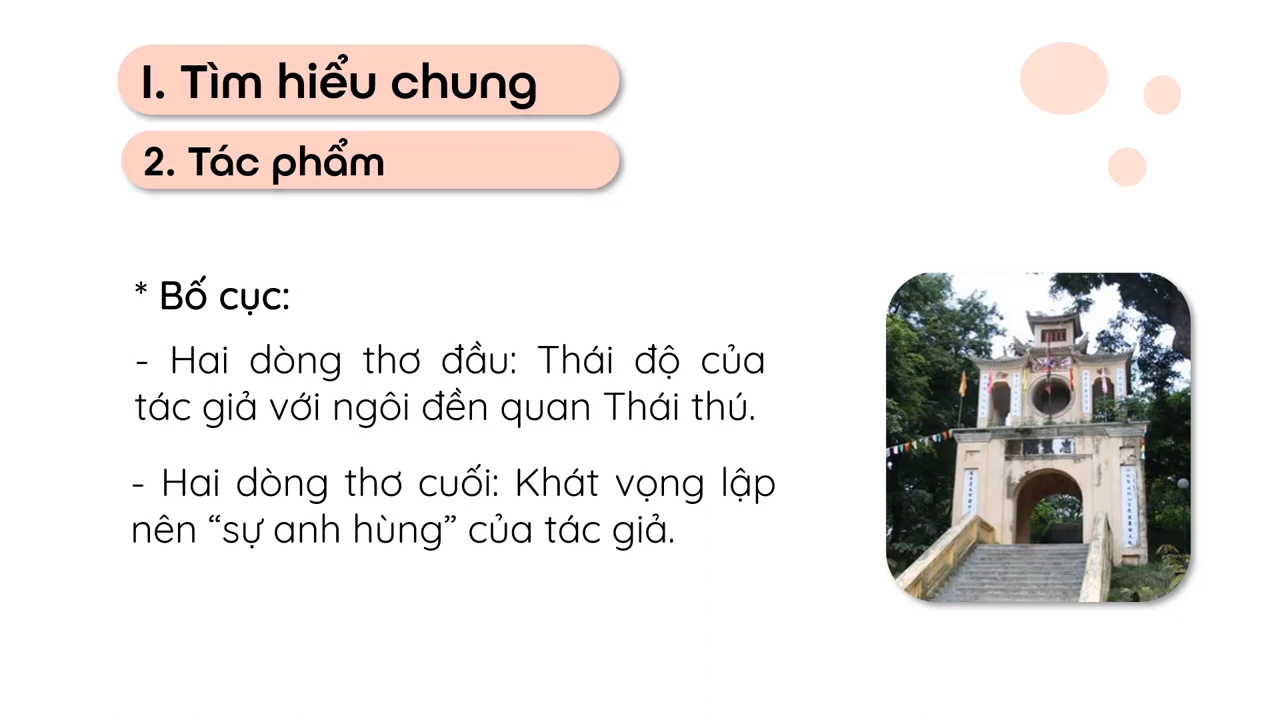 I. Tìm hiểu chung
2. Tác phẩm
* Bố cục:
- Hai dòng thơ đầu: Thái độ của
tác giả với ngôi đền quan Thái thú.
- Hai dòng thơ cuối: Khát vọng lập
nên “sự anh hùng” của tác giả.